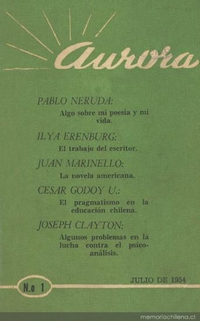 Aurora
PABLO NERUDA:
Algo sobre mi poesía y mi
vida.
ILYA ERENBURG:
El trabajo del escritor.
JUAN MARINELLO:
La novela americana.
CESAR GODOY U.:
El pragmatismo en la
educación chilena.
JOSEPH CLAYTON:
Algunos problemas en la
lucha contra el psico-
análisis.
N.o 1
JULIO DE 1954
memoriachilena.cl